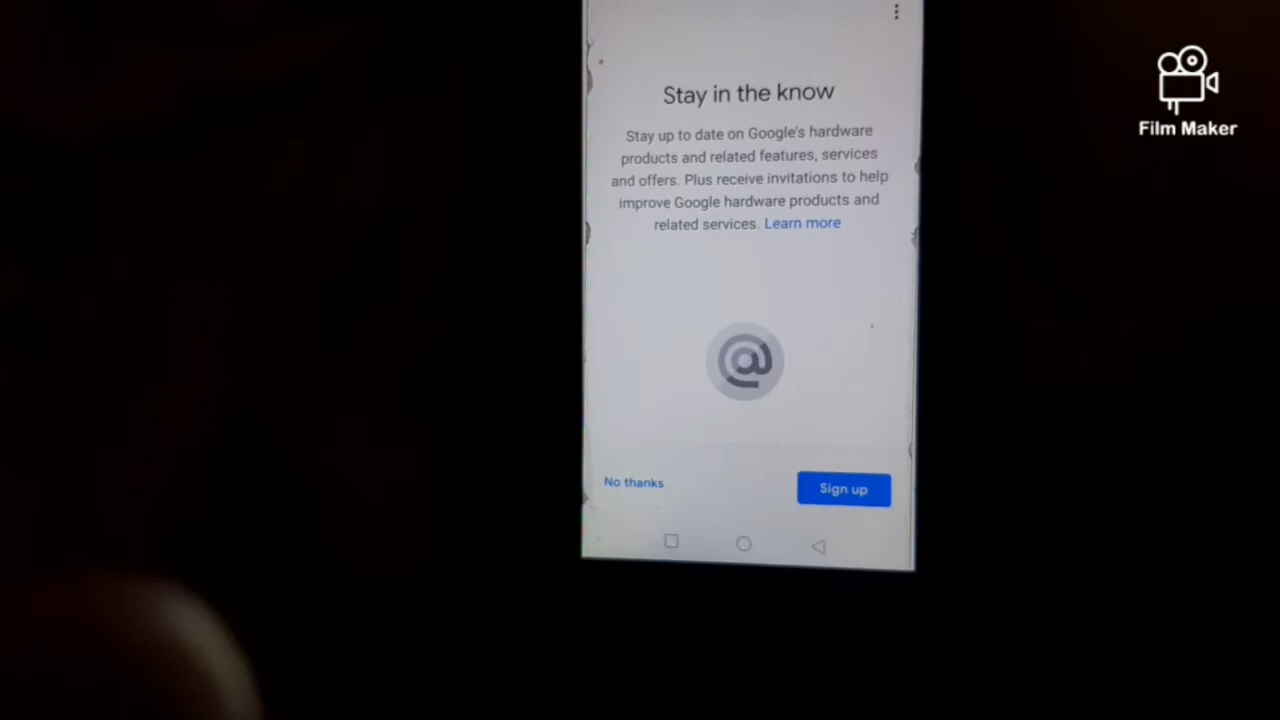 Stay in the know
Stay up to date on Google's hardware
products and related features, services
and offers. Plus receive invitations to help
improve Google hardware products and
related services. Learn more
@
No thanks
Sign up
Film Maker